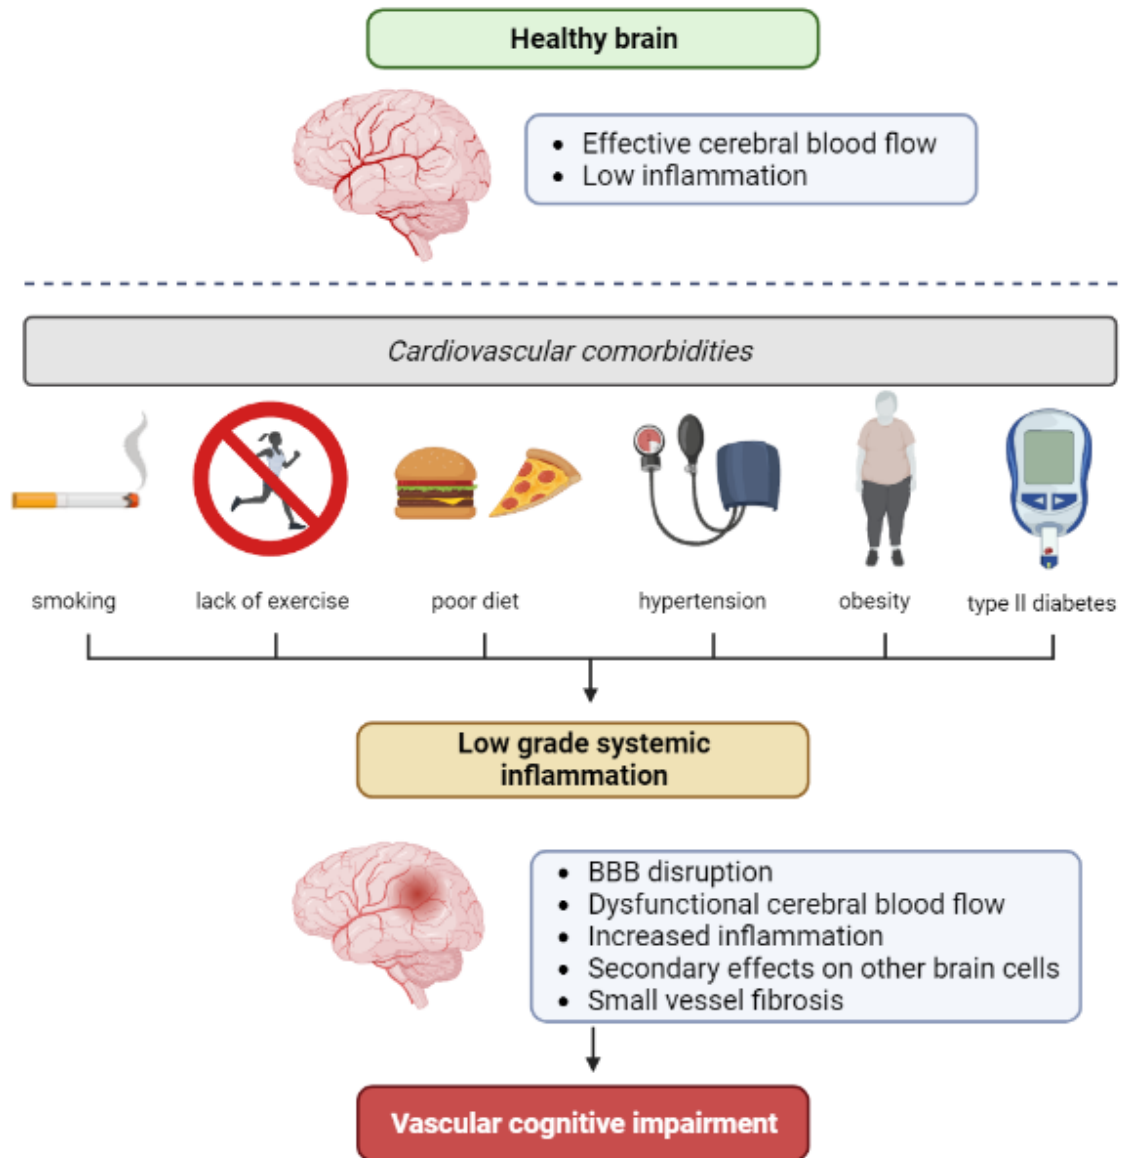 Healthy brain
• Effective cerebral blood flow
• Low inflammation
Cardiovascular comorbidities
smoking
lack of exercise
poor diet
hypertension
obesity
type II diabetes
Low grade systemic
inflammation
• BBB disruption
• Dysfunctional cerebral blood flow
• Increased inflammation
• Secondary effects on other brain cells
• Small vessel fibrosis
Vascular cognitive impairment